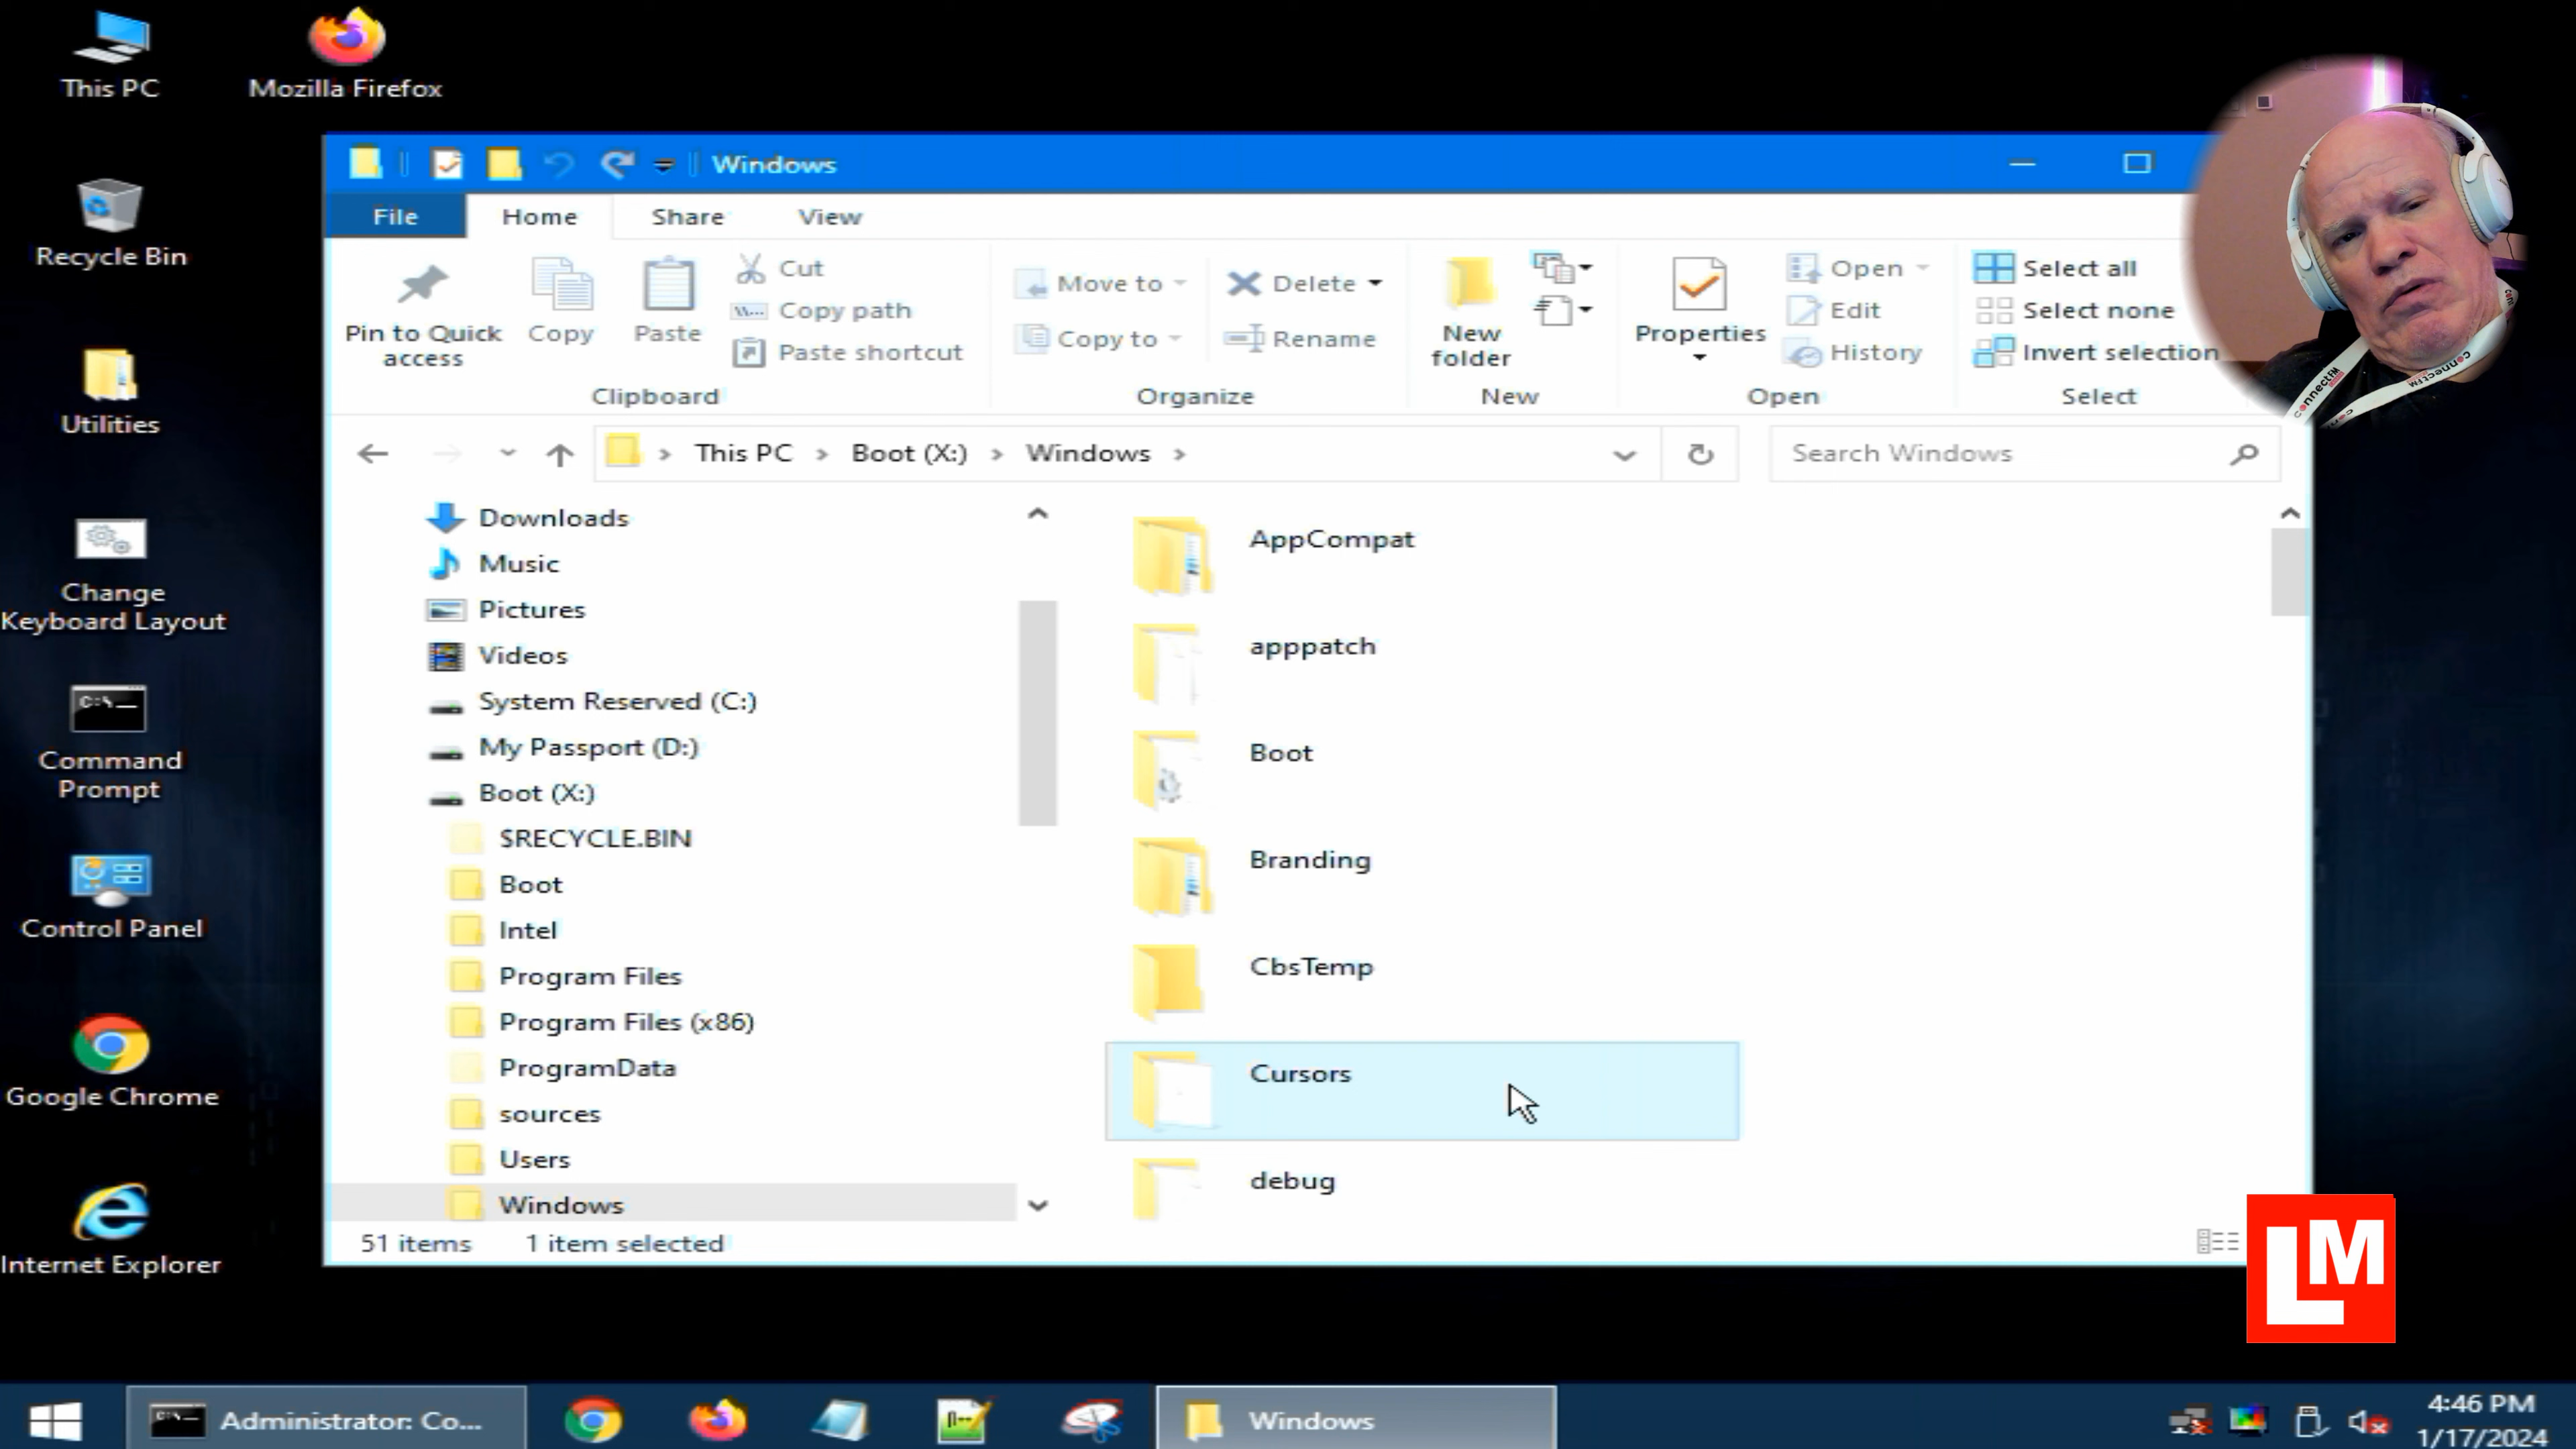 This PC
Mozilla Firefox
Recycle Bin
Utilities
Change
Keyboard Layout
Command
Prompt
Control Panel
Google Chrome
Internet Explorer
Windows
File
Home
Share
View
Pin to Quick
access
Copy
Paste
Cut
Copy path
Paste shortcut
Clipboard
Move to
Copy to
Delete
Rename
Organize
New
folder
New
Properties
Open
Edit
History
Open
Select all
Select none
Invert selection
Select
This PC
Boot (X:)
Windows
Search Windows
Downloads
Music
Pictures
Videos
System Reserved (C:)
My Passport (D:)
Boot (X:)
$RECYCLE.BIN
Boot
Intel
Program Files
Program Files (x86)
ProgramData
sources
Users
Windows
AppCompat
apppatch
Boot
Branding
CbsTemp
Cursors
debug
51 items
1 item selected
connectFM
LM
Administrator: Co...
Windows
4:46 PM
1/17/2024